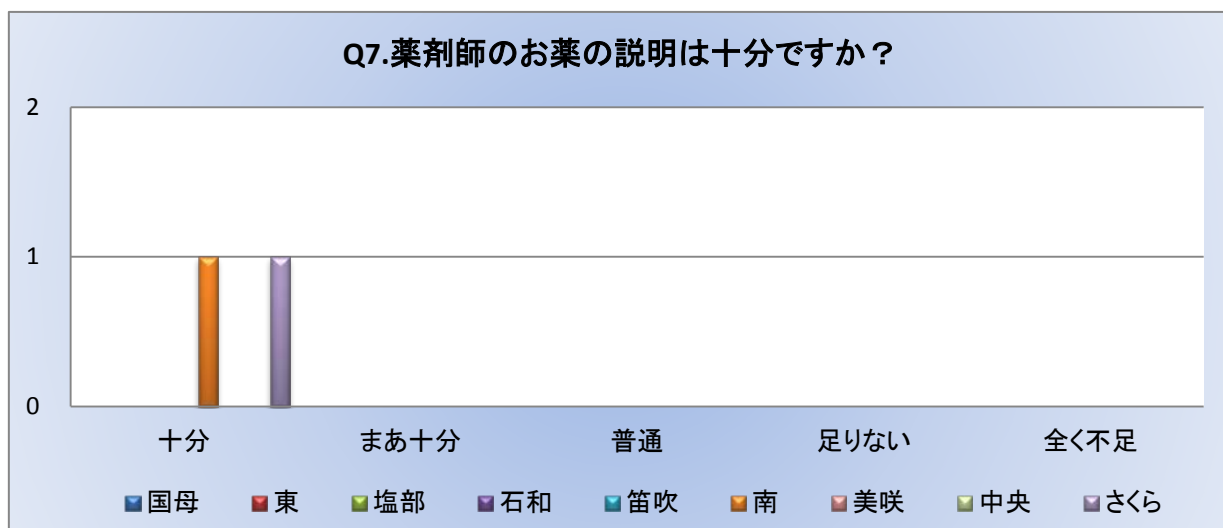 Q7.薬剤師のお薬の説明は十分ですか？
2
1
0
十分 まあ十分 普通 足りない 全く不足
国母 東 塩部 石和 笛吹 南 美咲 中央 さくら